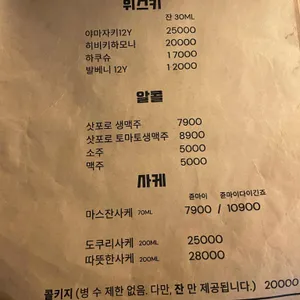 위스키
잔 30ML
야마자키12Y 25000
히비키하모니 20000
하쿠슈 17000
발베니 12Y 12000
알콜
삿포로 생맥주 7900
삿포로 토마토생맥주 8900
소주 5000
맥주 5000
사케
쥰마이 쥰마이다이긴죠
마스잔사케 70ML 7900 / 10900
도쿠리사케 200ML 25000
따뜻한사케 200ML 28000
콜키지 (병 수 제한 없음. 다만, 잔 만 제공됩니다.) 20000